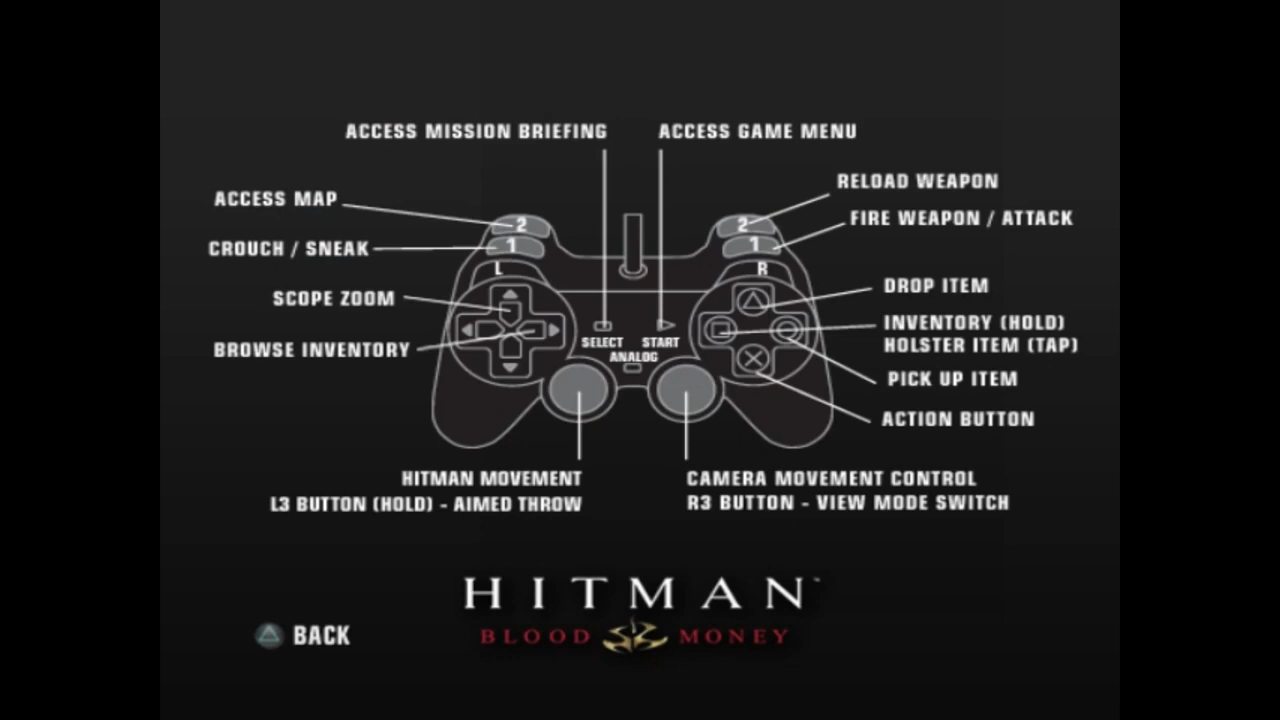 ACCESS MISSION BRIEFING
ACCESS GAME MENU
RELOAD WEAPON
ACCESS MAP
FIRE WEAPON / ATTACK
2
2
CROUCH / SNEAK
1
1
L
R
DROP ITEM
SCOPE ZOOM
INVENTORY (HOLD)
HOLSTER ITEM (TAP)
SELECT
START
BROWSE INVENTORY
ANALOG
PICK UP ITEM
ACTION BUTTON
HITMAN MOVEMENT
L3 BUTTON (HOLD) - AIMED THROW
CAMERA MOVEMENT CONTROL
R3 BUTTON - VIEW MODE SWITCH
HITMAN™
BLOOD MONEY
BACK